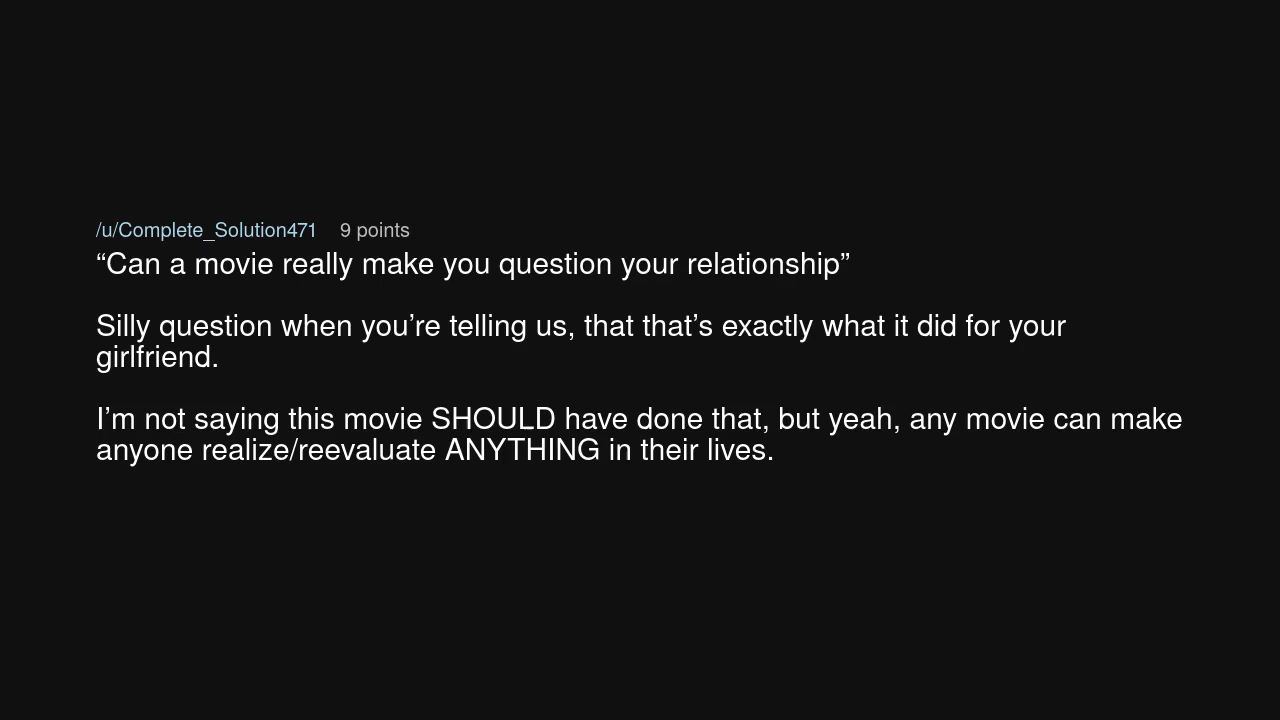 /u/Complete_Solution471 9 points
“Can a movie really make you question your relationship”
Silly question when you’re telling us, that that’s exactly what it did for your
girlfriend.
I’m not saying this movie SHOULD have done that, but yeah, any movie can make
anyone realize/reevaluate ANYTHING in their lives.